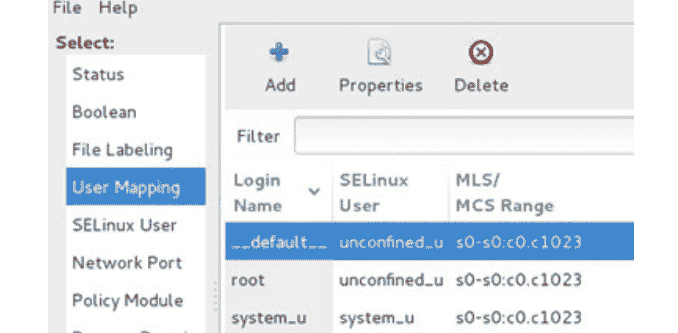 File Help
Select:
Status
Boolean
File Labeling
User Mapping
SELinux User
Network Port
Policy Module
Add Properties Delete
Filter
Login Name
SELinux User
MLS/ MCS Range
__default__ unconfined_u s0-s0:c0.c1023
root unconfined_u s0-s0:c0.c1023
system_u system_u s0-s0:c0.c1023